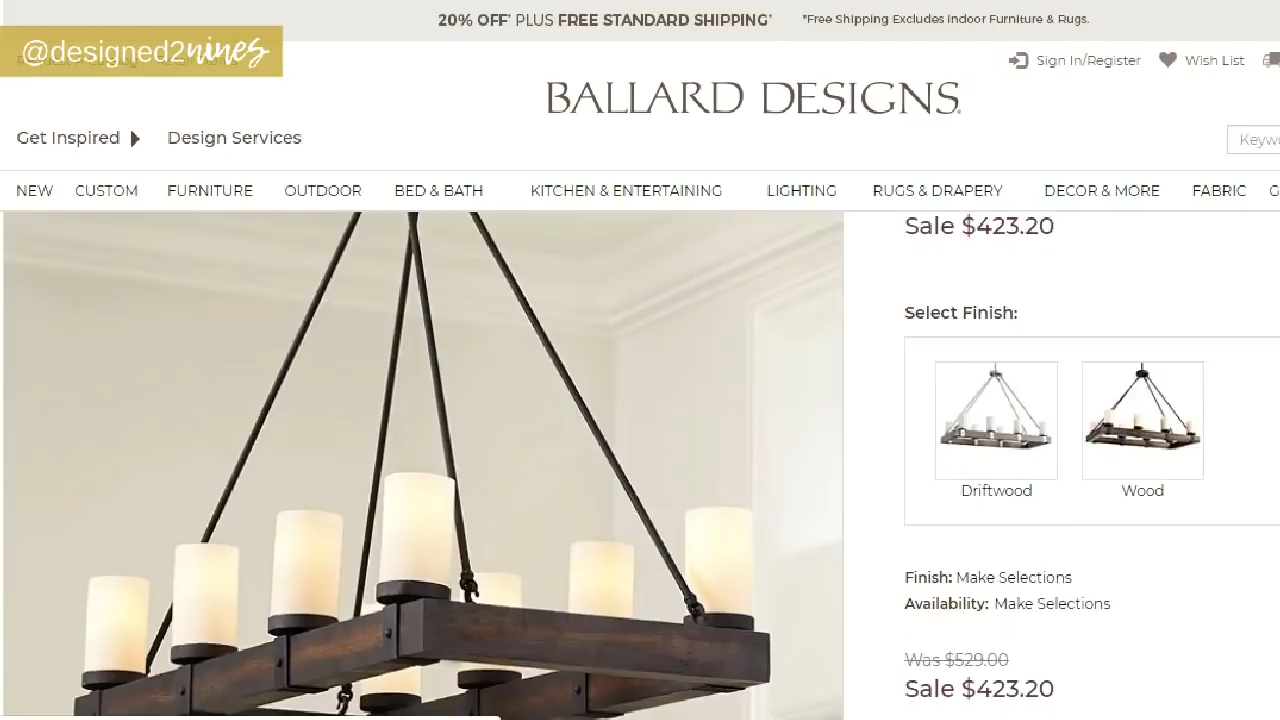 20% OFF* PLUS FREE STANDARD SHIPPING* *Free Shipping Excludes Indoor Furniture & Rugs.
@designed2nines
Sign In/Register Wish List
BALLARD DESIGNS
Get Inspired Design Services
Keywo
NEW CUSTOM FURNITURE OUTDOOR BED & BATH KITCHEN & ENTERTAINING LIGHTING RUGS & DRAPERY DECOR & MORE FABRIC G
Sale $423.20
Select Finish:
Driftwood Wood
Finish: Make Selections
Availability: Make Selections
Was $529.00
Sale $423.20